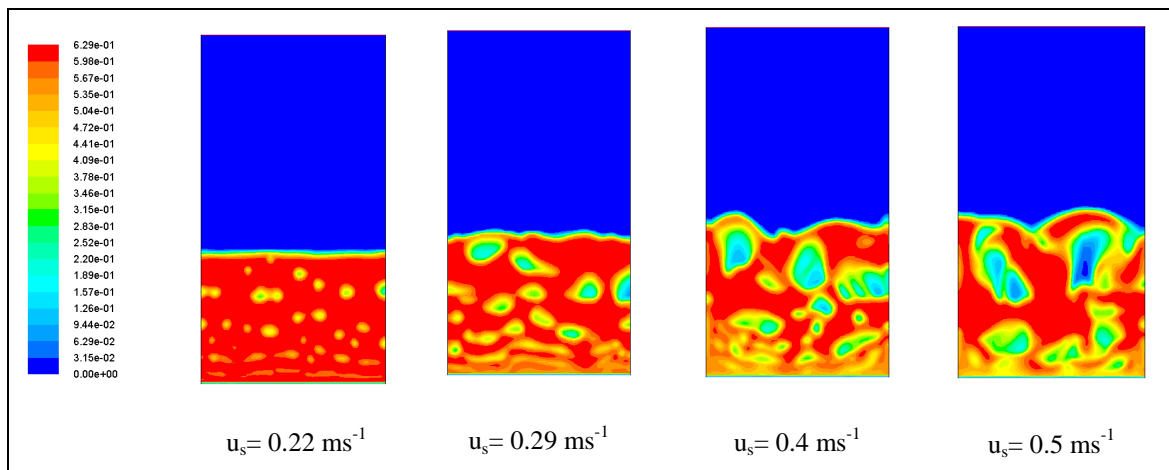 6.29e-01
5.98e-01
5.67e-01
5.35e-01
5.04e-01
4.72e-01
4.41e-01
4.09e-01
3.78e-01
3.46e-01
3.15e-01
2.83e-01
2.52e-01
2.20e-01
1.89e-01
1.57e-01
1.26e-01
9.44e-02
6.29e-02
3.15e-02
0.00e+00
u_s= 0.22 ms^-1
u_s= 0.29 ms^-1
u_s= 0.4 ms^-1
u_s= 0.5 ms^-1